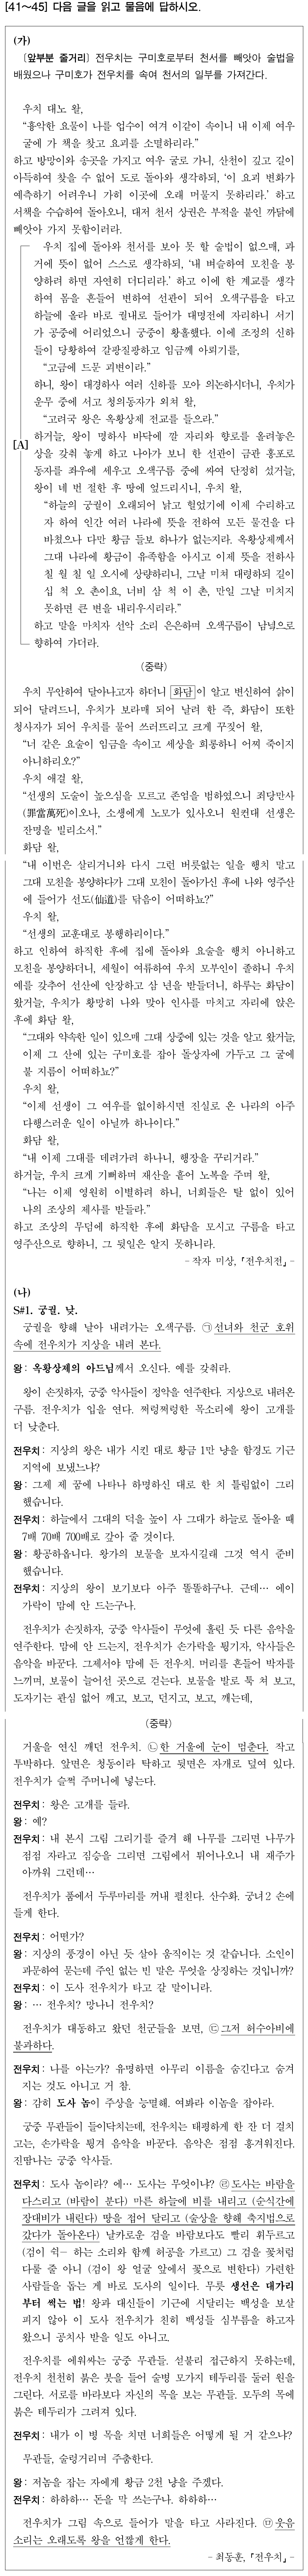 [41~45] 다음 글을 읽고 물음에 답하시오.
(가)
〔앞부분 줄거리〕 전우치는 구미호로부터 천서를 빼앗아 술법을
배웠으나 구미호가 전우치를 속여 천서의 일부를 가져간다.
우치 대노 왈,
“흉악한 요물이 나를 업수이 여겨 이같이 속이니 내 이제 여우
굴에 가 책을 찾고 요괴를 소멸하리라.”
하고 방망이와 송곳을 가지고 여우 굴로 가니, 산천이 깊고 길이
아득하여 찾을 수 없어 도로 돌아와 생각하되, ‘이 요괴 변화가
예측하기 어려우니 가히 이곳에 오래 머물지 못하리라.’ 하고
서책을 수습하여 돌아오니, 대저 천서 상권은 부적을 붙인 까닭에
빼앗아 가지 못함이러라.
우치 집에 돌아와 천서를 보아 못 할 술법이 없으매, 과
거에 뜻이 없어 스스로 생각하되, ‘내 벼슬하여 모친을 봉
양하려 하면 자연히 더디리라.’ 하고 이에 한 계교를 생각
하여 몸을 흔들어 변하여 선관이 되어 오색구름을 타고
하늘에 올라 바로 궐내로 들어가 대명전에 자리하니 서기
가 공중에 어리었으니 궁중이 황홀했다. 이에 조정의 신하
들이 당황하여 갈팡질팡하고 임금께 아뢰기를,
“고금에 드문 괴변이라.”
하니, 왕이 대경하사 여러 신하를 모아 의논하시더니, 우치가
운무 중에 서고 청의동자가 외쳐 왈,
“고려국 왕은 옥황상제 전교를 들으라.”
[A] 하거늘, 왕이 명하사 바닥에 깔 자리와 향로를 올려놓은
상을 갖춰 놓게 하고 나아가 보니 한 선관이 금관 홍포로
동자를 좌우에 세우고 오색구름 중에 싸여 단정히 섰거늘,
왕이 네 번 절한 후 땅에 엎드리시니, 우치 왈,
“하늘의 궁궐이 오래되어 낡고 헐었기에 이제 수리하고
자 하여 인간 여러 나라에 뜻을 전하여 모든 물건을 다
바쳤으나 다만 황금 들보 하나가 없는지라. 옥황상제께서
그대 나라에 황금이 유족함을 아시고 이제 뜻을 전하사
칠 월 칠 일 오시에 상량하리니, 그날 미쳐 대령하되 길이
십 척 오 촌이요, 너비 삼 척 이 촌, 만일 그날 미치지
못하면 큰 변을 내리우시리라.”
하고 말을 마치자 선악 소리 은은하며 오색구름이 남녘으로
향하여 가더라.
(중략)
우치 무안하여 달아나고자 하더니 화담이 알고 변신하여 삵이
되어 달려드니, 우치가 보라매 되어 날려 한 즉, 화담이 또한
청사자가 되어 우치를 물어 쓰러뜨리고 크게 꾸짖어 왈,
“너 같은 요술이 임금을 속이고 세상을 희롱하니 어찌 죽이지
아니하리오?”
우치 애걸 왈,
“선생의 도술이 높으심을 모르고 존엄을 범하였으니 죄당만사
(罪當萬死)이오나, 소생에게 노모가 있사오니 원컨대 선생은
잔명을 빌리소서.”
화담 왈,
“내 이번은 살리거니와 다시 그런 버릇없는 일을 행치 말고
그대 모친을 봉양하다가 그대 모친이 돌아가신 후에 나와 영주산
에 들어가 선도(仙道)를 닦음이 어떠하뇨?”
우치 왈,
“선생의 교훈대로 봉행하리이다.”
하고 인하여 하직한 후에 집에 돌아와 요술을 행치 아니하고
모친을 봉양하더니, 세월이 여류하여 우치 모부인이 졸하니 우치
예를 갖추어 선산에 안장하고 삼 년을 받들더니, 하루는 화담이
왔거늘, 우치가 황망히 나와 맞아 인사를 마치고 자리에 앉은
후에 화담 왈,
“그대와 약속한 일이 있으매 그대 상중에 있는 것을 알고 왔거늘,
이제 그 산에 있는 구미호를 잡아 돌상자에 가두고 그 굴에
불 지름이 어떠하뇨?”
우치 왈,
“이제 선생이 그 여우를 없이하시면 진실로 온 나라의 아주
다행스러운 일이 아닐까 하나이다.”
화담 왈,
“내 이제 그대를 데려가려 하나니, 행장을 꾸리거라.”
하거늘, 우치 크게 기뻐하며 재산을 흩어 노복을 주며 왈,
“나는 이제 영원히 이별하려 하니, 너희들은 탈 없이 있어
나의 조상의 제사를 받들라.”
하고 조상의 무덤에 하직한 후에 화담을 모시고 구름을 타고
영주산으로 향하니, 그 뒷일은 알지 못하니라.
- 작자 미상, 「전우치전」 -
(나)
S#1. 궁궐. 낮.
궁궐을 향해 날아 내려가는 오색구름. ㉠선녀와 천군 호위
속에 전우치가 지상을 내려 본다.
왕 : 옥황상제의 아드님께서 오신다. 예를 갖춰라.
왕이 손짓하자, 궁중 악사들이 정악을 연주한다. 지상으로 내려온
구름. 전우치가 입을 연다. 쩌렁쩌렁한 목소리에 왕이 고개를
더 낮춘다.
전우치 : 지상의 왕은 내가 시킨 대로 황금 1만 냥을 함경도 기근
지역에 보냈느냐?
왕 : 그제 제 꿈에 나타나 하명하신 대로 한 치 틀림없이 그리
했습니다.
전우치 : 하늘에서 그대의 덕을 높이 사 그대가 하늘로 돌아올 때
7배 70배 700배로 갚아 줄 것이다.
왕 : 황공하옵니다. 왕가의 보물을 보자시길래 그것 역시 준비
했습니다.
전우치 : 지상의 왕이 보기보다 아주 똘똘하구나. 근데… 에이
가락이 맘에 안 드는구나.
전우치가 손짓하자, 궁중 악사들이 무엇에 홀린 듯 다른 음악을
연주한다. 맘에 안 드는지, 전우치가 손가락을 튕기자, 악사들은
음악을 바꾼다. 그제서야 맘에 든 전우치. 머리를 흔들어 박자를
느끼며, 보물이 늘어선 곳으로 걷는다. 보물을 발로 툭 쳐 보고,
도자기는 관심 없어 깨고, 보고, 던지고, 보고, 깨는데,
(중략)
거울을 연신 깨던 전우치. ㉡한 거울에 눈이 멈춘다. 작고
투박하다. 앞면은 청동이라 탁하고 뒷면은 자개로 덮여 있다.
전우치가 슬쩍 주머니에 넣는다.
전우치 : 왕은 고개를 들라.
왕 : 예?
전우치 : 내 본시 그림 그리기를 즐겨 해 나무를 그리면 나무가
점점 자라고 짐승을 그리면 그림에서 튀어나오니 내 재주가
아까워 그런데…
전우치가 품에서 두루마리를 꺼내 펼친다. 산수화. 궁녀2 손에
들게 한다.
전우치 : 어떤가?
왕 : 지상의 풍경이 아닌 듯 살아 움직이는 것 같습니다. 소인이
과문하여 묻는데 주인 없는 빈 말은 무엇을 상징하는 것입니까?
전우치 : 이 도사 전우치가 타고 갈 말이니라.
왕 : … 전우치? 망나니 전우치?
전우치가 대동하고 왔던 천군들을 보면, ㉢그저 허수아비에
불과하다.
전우치 : 나를 아는가? 유명하면 아무리 이름을 숨긴다고 숨겨
지는 것도 아니고 거 참.
왕 : 감히 도사 놈이 주상을 능멸해. 여봐라 이놈을 잡아라.
궁중 무관들이 들이닥치는데, 전우치는 태평하게 한 잔 더 걸치
고는, 손가락을 튕겨 음악을 바꾼다. 음악은 점점 흥겨워진다.
진땀나는 궁중 악사들.
전우치 : 도사 놈이라? 에… 도사는 무엇이냐? ㉣도사는 바람을
다스리고 (바람이 분다) 마른 하늘에 비를 내리고 (순식간에
장대비가 내린다) 땅을 접어 달리고 (술상을 향해 축지법으로
갔다가 돌아온다) 날카로운 검을 바람보다도 빨리 휘두르고
(검이 쉭― 하는 소리와 함께 허공을 가르고) 그 검을 꽃처럼
다룰 줄 아니 (검이 왕 얼굴 앞에서 꽃으로 변한다) 가련한
사람들을 돕는 게 바로 도사의 일이다. 무릇 생선은 대가리
부터 썩는 법! 왕과 대신들이 기근에 시달리는 백성을 보살
피지 않아 이 도사 전우치가 친히 백성들 심부름을 하고자
왔으니 공치사 받을 일도 아니고.
전우치를 에워싸는 궁중 무관들. 선불리 접근하지 못하는데,
전우치 천천히 붉은 붓을 들어 술병 모가지 테두리를 둘러 원을
그린다. 서로를 바라보다 자신의 목을 보는 무관들. 모두의 목에
붉은 테두리가 그려져 있다.
전우치 : 내가 이 병 목을 치면 너희들은 어떻게 될 거 같으냐?
무관들, 술렁거리며 주춤한다.
왕 : 저놈을 잡는 자에게 황금 2천 냥을 주겠다.
전우치 : 하하하… 돈을 막 쓰는구나. 하하하…
전우치가 그림 속으로 들어가 말을 타고 사라진다. ㉤웃음
소리는 오래도록 왕을 언짢게 한다.
- 최동훈, 「전우치」 -